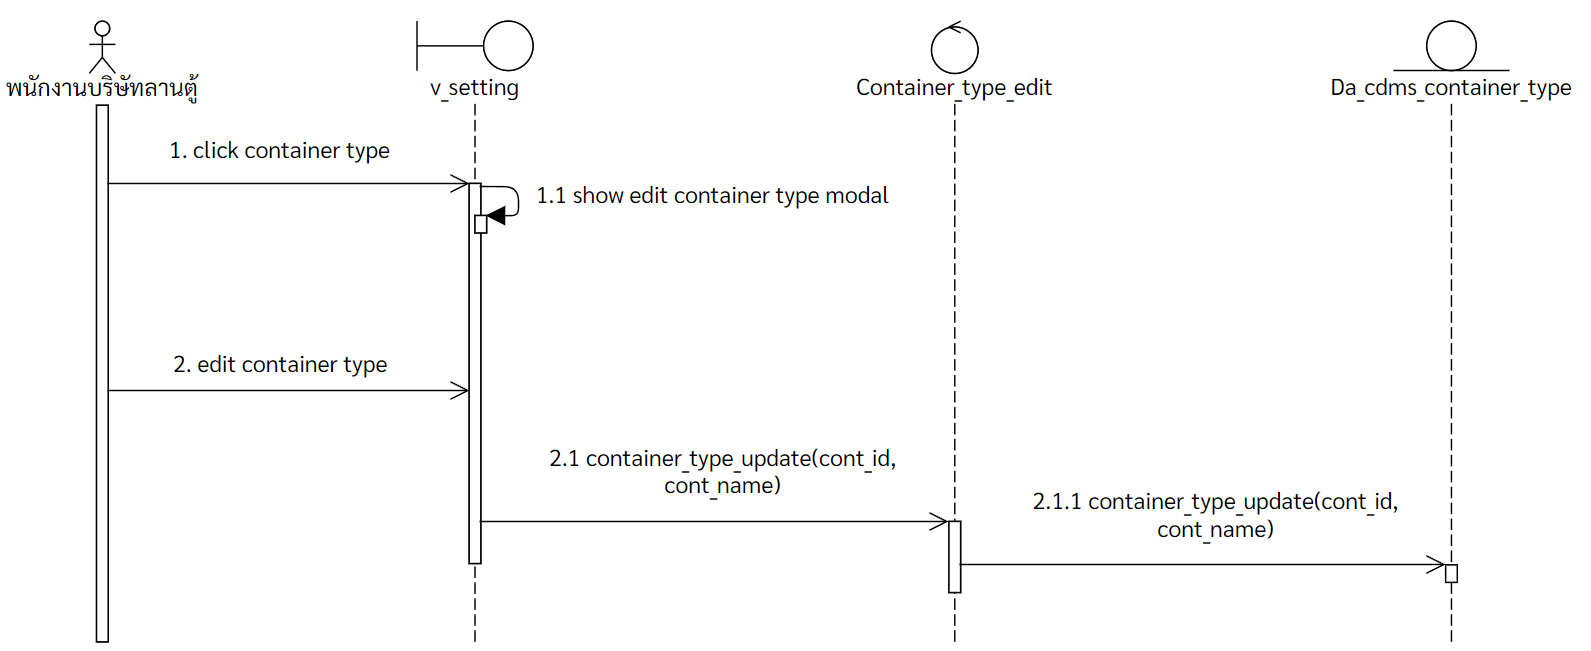 พนักงานบริษัทลานตู้
v_setting
Container_type_edit
Da_cdms_container_type
1. click container type
1.1 show edit container type modal
2. edit container type
2.1 container_type_update(cont_id,
cont_name)
2.1.1 container_type_update(cont_id,
cont_name)